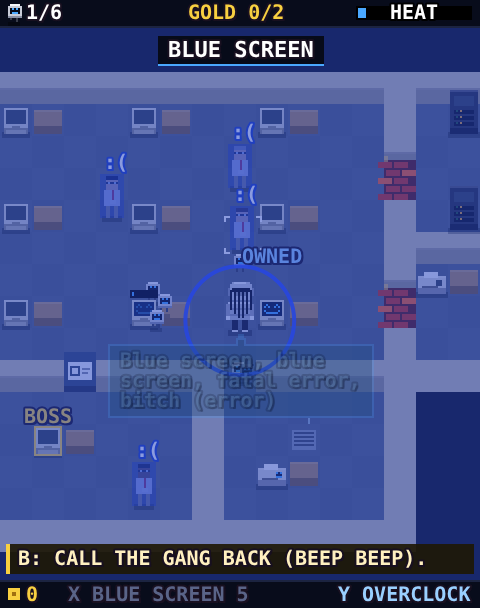 1/6 GOLD 0/2 HEAT
BLUE SCREEN
:(
:(
:(
OWNED
Blue screen, blue
screen, fatal error,
bitch (error)
BOSS
:(
B: CALL THE GANG BACK (BEEP BEEP).
0 X BLUE SCREEN 5 Y OVERCLOCK